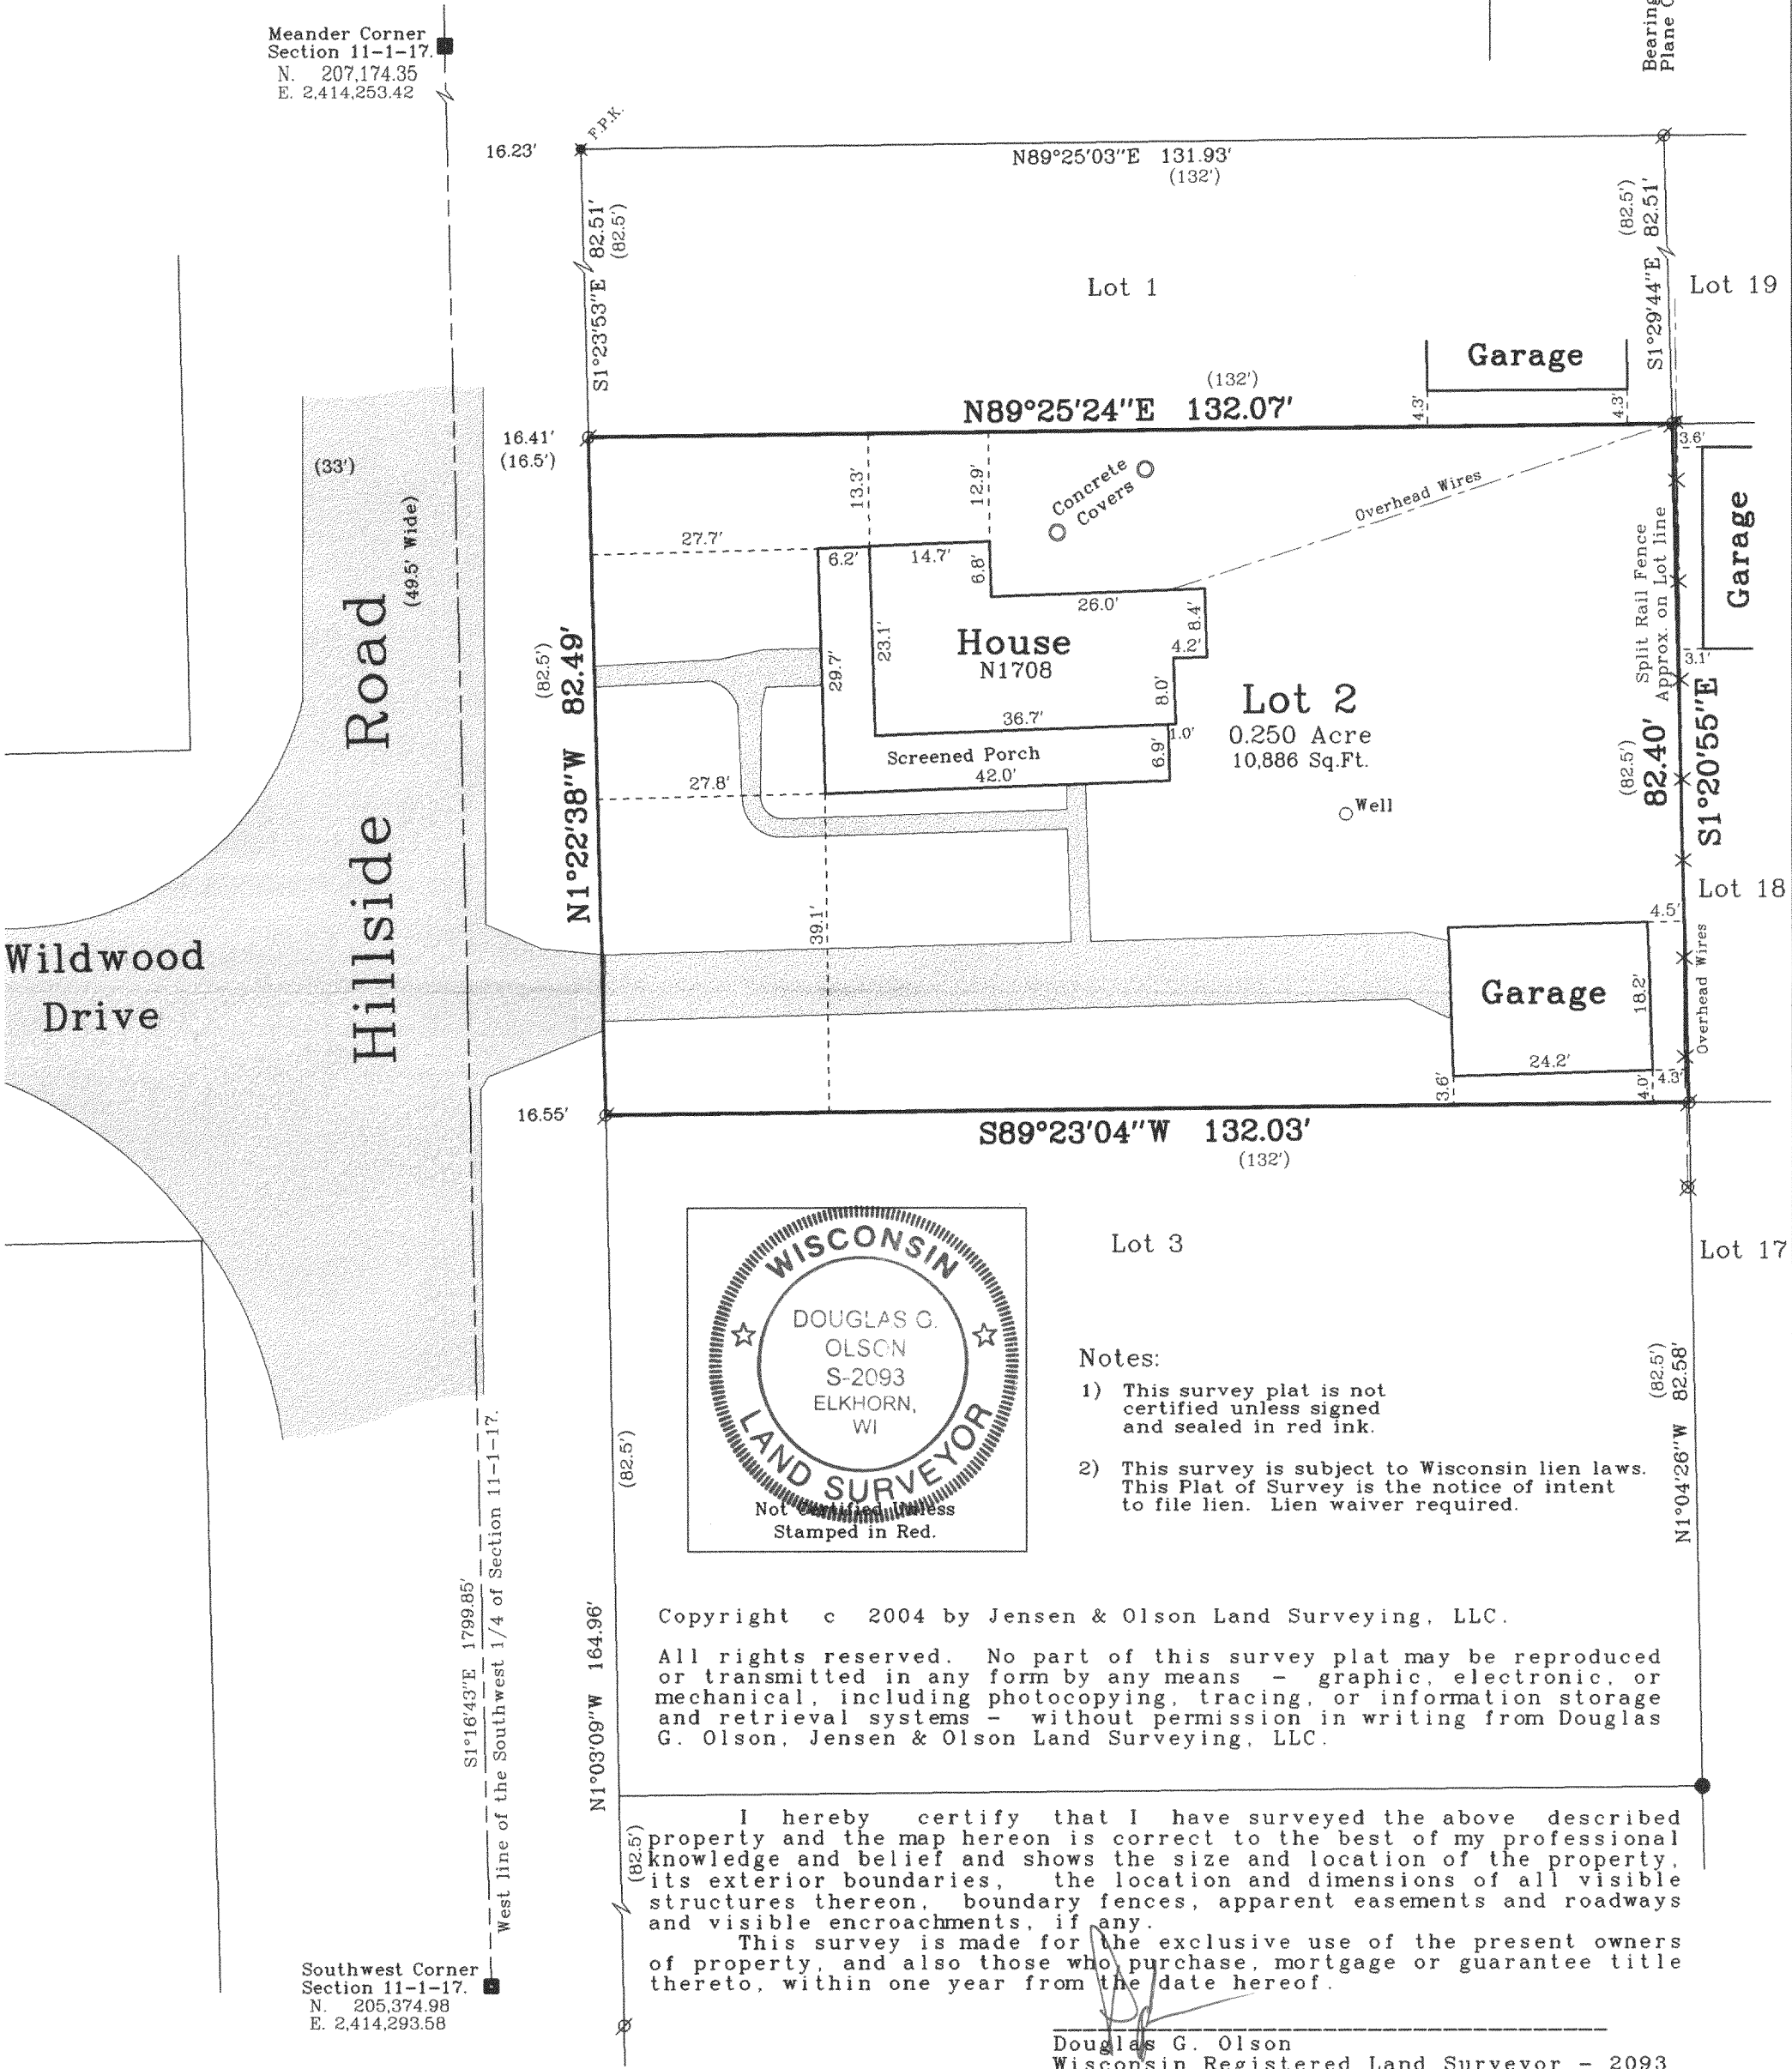 Meander Corner
Section 11-1-17.
N. 207,174.35
E. 2,414,253.42
Bearing
Plane
F.P.K.
16.23'
N89°25'03"E 131.93'
(132')
S1°23'53"E 82.51'
(82.5')
(82.5')
S1°29'44"E 82.51'
Lot 1
Lot 19
Garage
4.3'
4.3'
(132')
N89°25'24"E 132.07'
16.41'
(16.5')
(33')
(49.5' Wide)
Hillside Road
3.6'
Garage
3.1'
13.3'
12.9'
Concrete
Covers
Overhead Wires
Split Rail Fence
Approx. on Lot line
27.7'
6.2'
14.7'
6.8'
26.0'
8.4'
4.2'
House
N1708
23.1'
29.7'
8.0'
36.7'
1.0'
Screened Porch
6.9'
42.0'
27.8'
(82.5')
N1°22'38"W 82.49'
Lot 2
0.250 Acre
10,886 Sq.Ft.
Well
(82.5')
82.40'
S1°20'55"E
Lot 18
39.1'
4.5'
Overhead Wires
Wildwood
Drive
Garage
18.2'
24.2'
3.6'
4.0'
4.3'
16.55'
S89°23'04"W 132.03'
(132')
Lot 3
Lot 17
WISCONSIN
DOUGLAS G.
OLSON
S-2093
ELKHORN,
WI
LAND SURVEYOR
Not Certified Unless
Stamped in Red.
Notes:
1) This survey plat is not
certified unless signed
and sealed in red ink.
2) This survey is subject to Wisconsin lien laws.
This Plat of Survey is the notice of intent
to file lien. Lien waiver required.
(82.5')
N1°04'26"W 82.58'
(82.5')
N1°03'09"W 164.96'
(82.5')
S1°16'43"E 1799.85'
West line of the Southwest 1/4 of Section 11-1-17.
Copyright c 2004 by Jensen & Olson Land Surveying, LLC.
All rights reserved. No part of this survey plat may be reproduced
or transmitted in any form by any means - graphic, electronic, or
mechanical, including photocopying, tracing, or information storage
and retrieval systems - without permission in writing from Douglas
G. Olson, Jensen & Olson Land Surveying, LLC.
I hereby certify that I have surveyed the above described
property and the map hereon is correct to the best of my professional
knowledge and belief and shows the size and location of the property,
its exterior boundaries, the location and dimensions of all visible
structures thereon, boundary fences, apparent easements and roadways
and visible encroachments, if any.
This survey is made for the exclusive use of the present owners
of property, and also those who purchase, mortgage or guarantee title
thereto, within one year from the date hereof.
Southwest Corner
Section 11-1-17.
N. 205,374.98
E. 2,414,293.58
Douglas G. Olson
Wisconsin Registered Land Surveyor - 2093